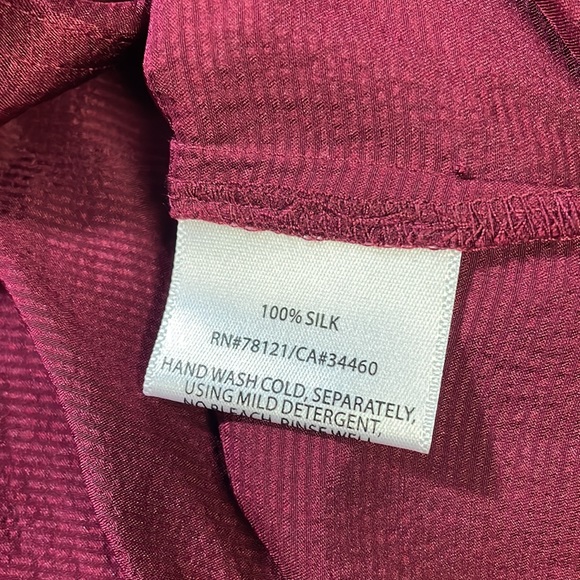 100% SILK
RN#78121/CA#34460
HAND WASH COLD, SEPARATELY,
USING MILD DETERGENT,
NO BLEACH, RINSE WELL